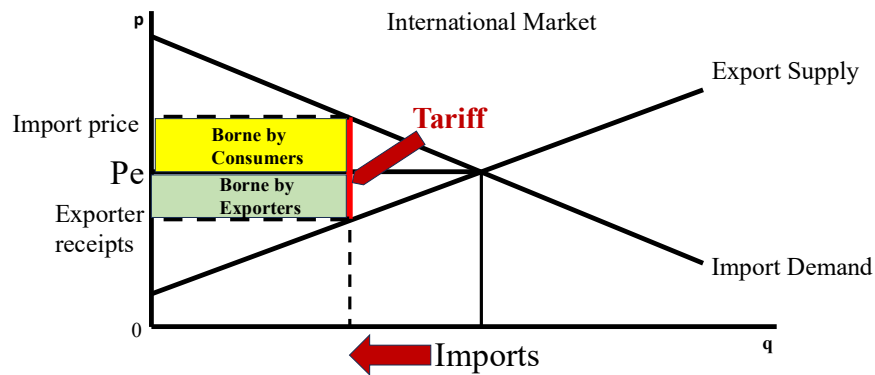 p
International Market
Export Supply
Tariff
Import price
Borne by
Consumers
Pe
Borne by
Exporters
Exporter
receipts
Import Demand
0
q
Imports